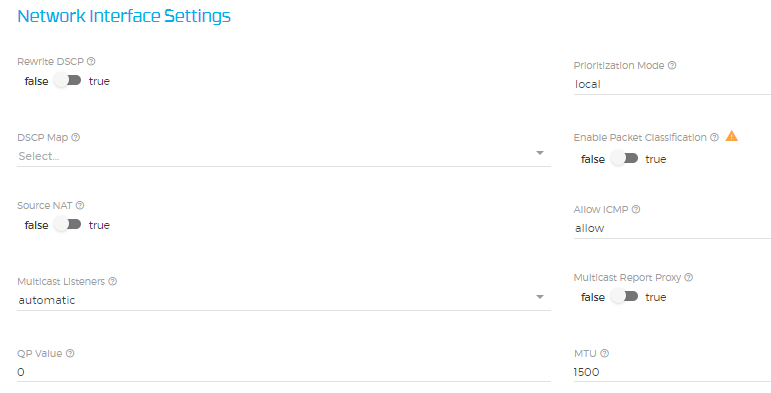 Network Interface Settings
Rewrite DSCP
false true
Prioritization Mode
local
DSCP Map
Select...
Enable Packet Classification
false true
Source NAT
false true
Allow ICMP
allow
Multicast Listeners
automatic
Multicast Report Proxy
false true
QP Value
0
MTU
1500